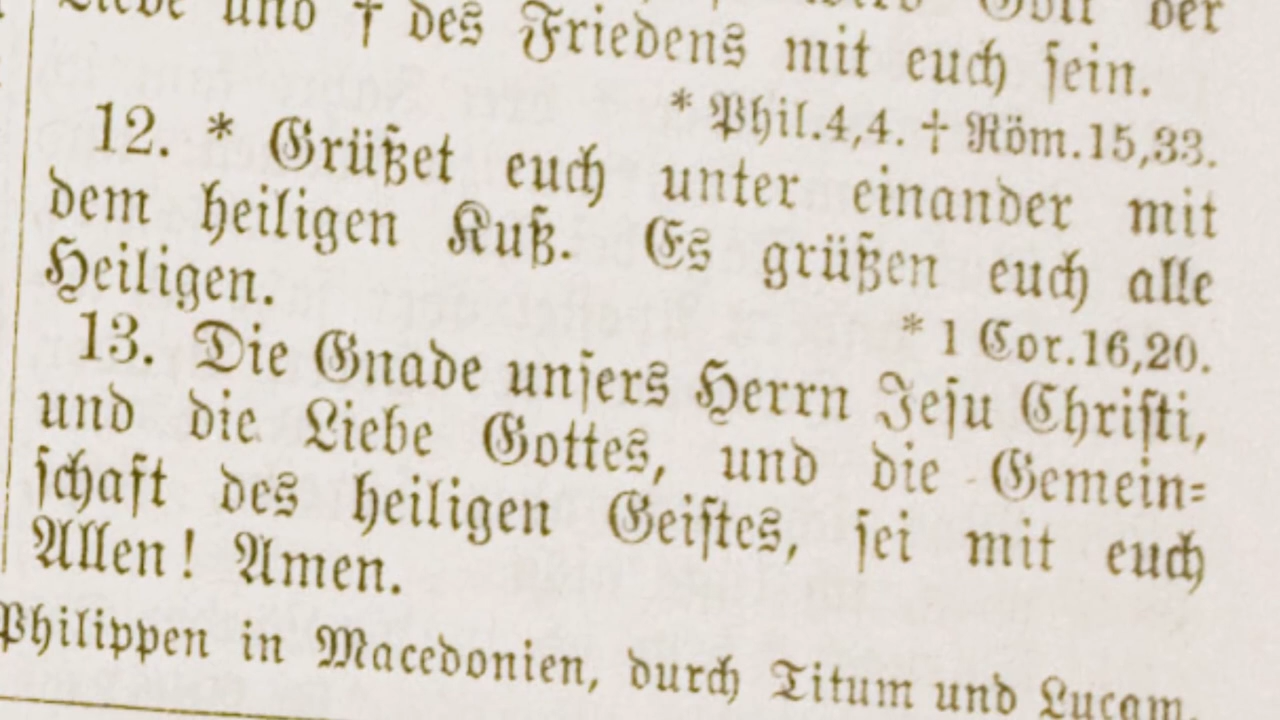 Liebe und † des Friedens mit euch sein.
* Phil.4,4. † Röm.15,33.
12. * Grüßet euch unter einander mit
dem heiligen Kuß. Es grüßen euch alle
Heiligen.
* 1 Cor.16,20.
13. Die Gnade unsers Herrn Jesu Christi,
und die Liebe Gottes, und die Gemein=
schaft des heiligen Geistes, sei mit euch
Allen! Amen.
Philippen in Macedonien, durch Titum und Lucam.